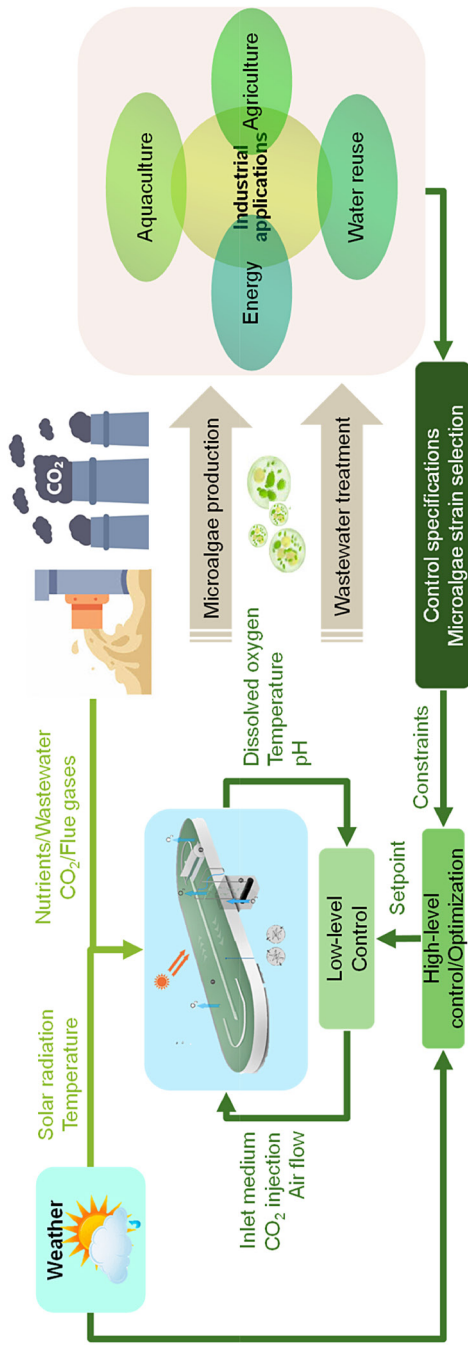 Weather
Solar radiation
Temperature
Nutrients/Wastewater
CO₂/Flue gases
CO₂
Inlet medium
CO₂ injection
Air flow
Dissolved oxygen
Temperature
pH
Low-level
Control
Setpoint
High-level
control/Optimization
Constraints
Control specifications
Microalgae strain selection
Microalgae production
Wastewater treatment
Aquaculture
Energy
Industrial
applications
Agriculture
Water reuse